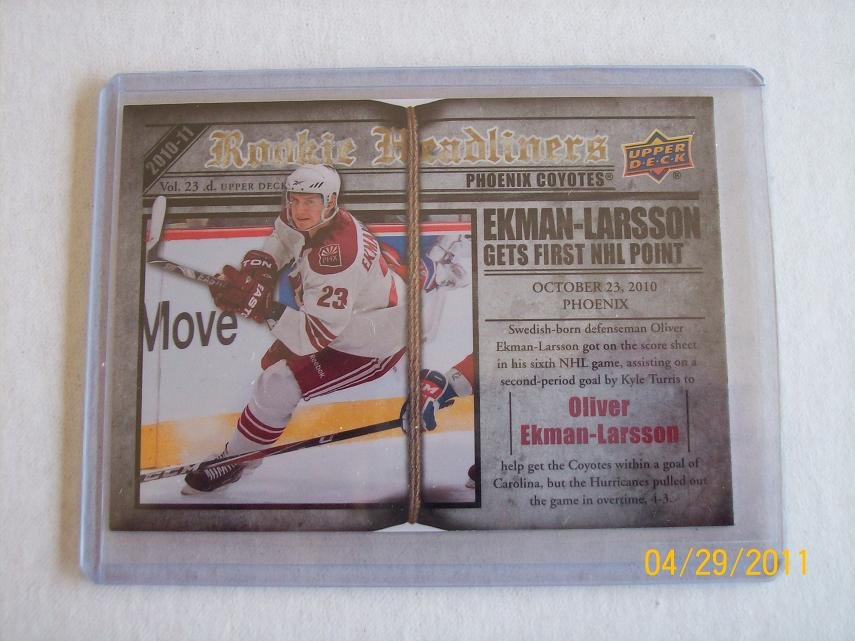 2010-11
Rookie Headliners
UPPER
D.E.C.K
®
Vol. 23 .d. UPPER DECK
PHOENIX COYOTES®
EKMAN-LARSSON
GETS FIRST NHL POINT
OCTOBER 23, 2010
PHOENIX
Swedish-born defenseman Oliver
Ekman-Larsson got on the score sheet
in his sixth NHL game, assisting on a
second-period goal by Kyle Turris to
Oliver
Ekman-Larsson
help get the Coyotes within a goal of
Carolina, but the Hurricanes pulled out
the game in overtime, 4-3.
PHX
EKMA
23
EASTON
Move
REEBOK
CCM
CCM
04/29/2011